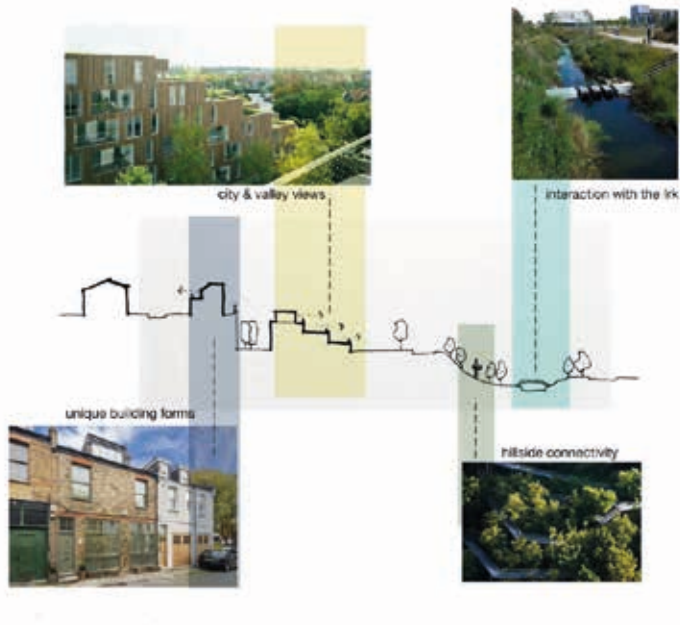 city & valley views
interaction with the Irk
unique building forms
hillside connectivity